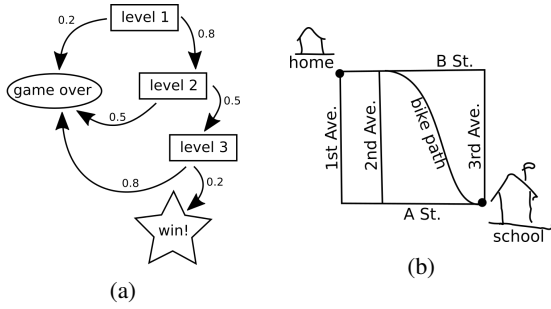 level 1
0.2
0.8
game over
level 2
0.5
0.5
level 3
0.8
0.2
win!
(a)
home
B St.
1st Ave.
2nd Ave.
bike path
3rd Ave.
A St.
school
(b)